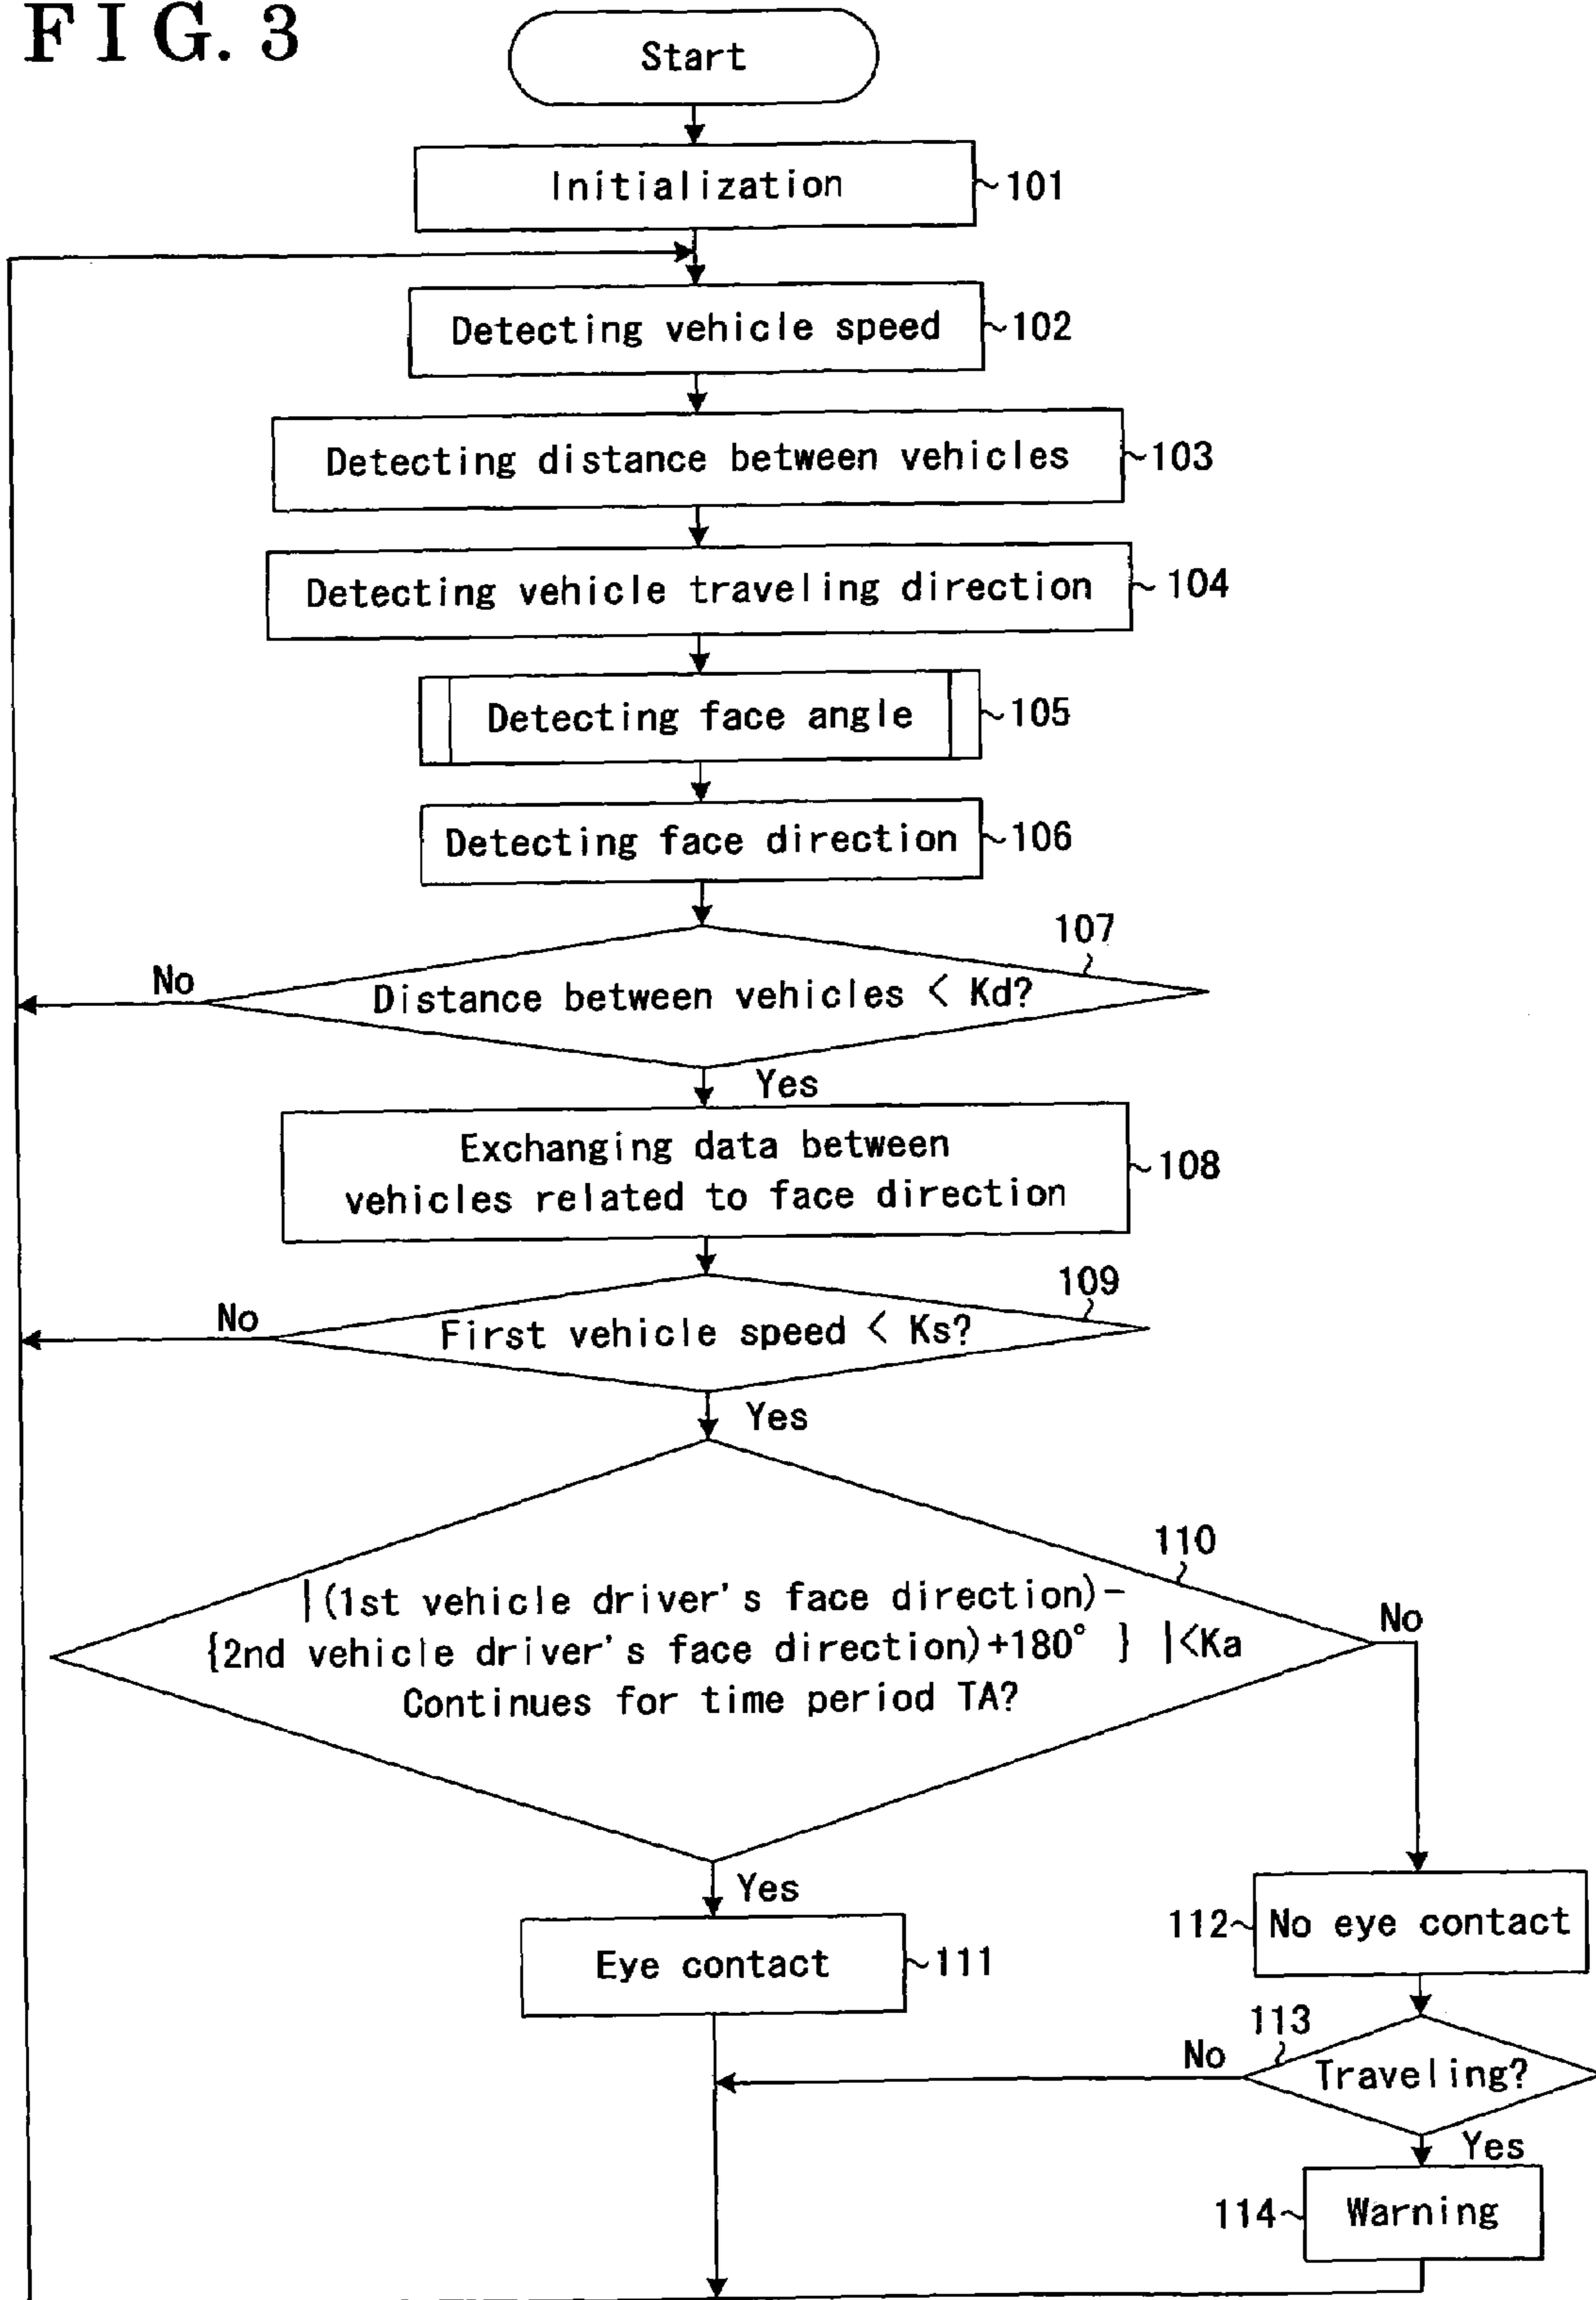 FIG. 3
Start
Initialization
101
Detecting vehicle speed
102
Detecting distance between vehicles
103
Detecting vehicle traveling direction
104
Detecting face angle
105
Detecting face direction
106
107
No
Distance between vehicles < Kd?
Yes
Exchanging data between
vehicles related to face direction
108
109
No
First vehicle speed < Ks?
Yes
110
|(1st vehicle driver's face direction)-
{2nd vehicle driver's face direction)+180° } |<Ka
Continues for time period TA?
No
Yes
Eye contact
111
112
No eye contact
113
No
Traveling?
Yes
114
Warning